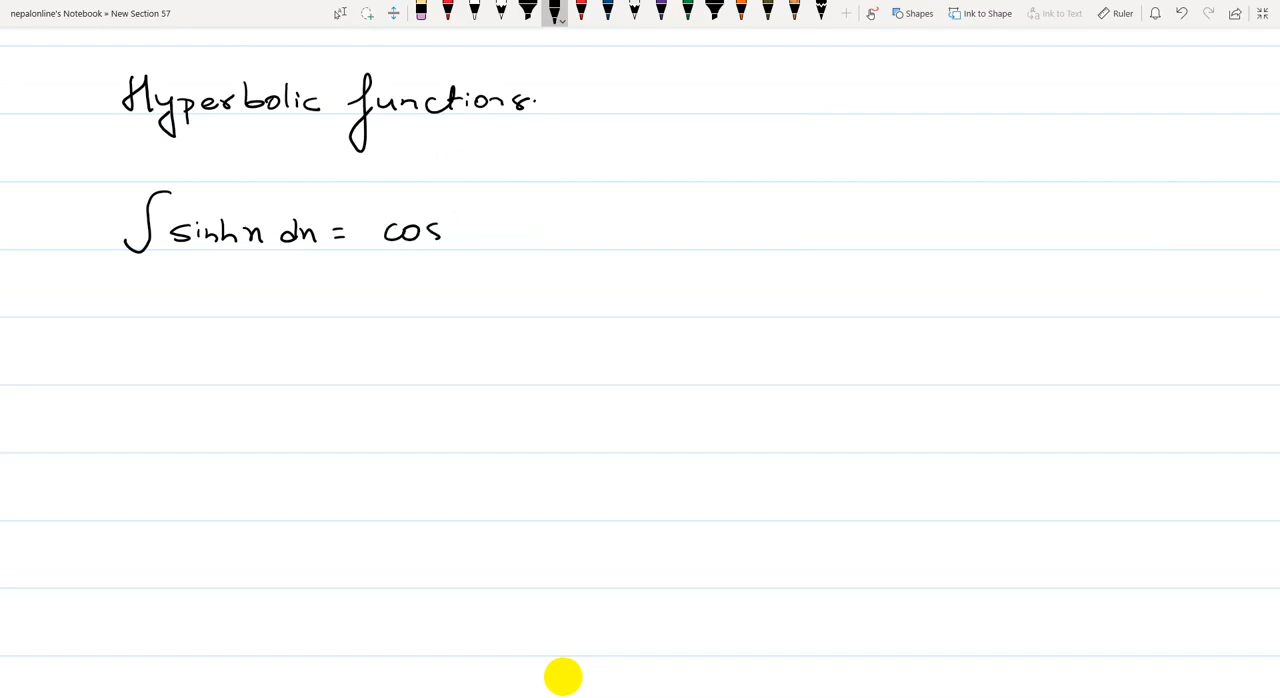 nepalonline's Notebook » New Section 57
Shapes
Ink to Shape
Ink to Text
Ruler
Hyperbolic functions.
∫ sinhx dx = cos